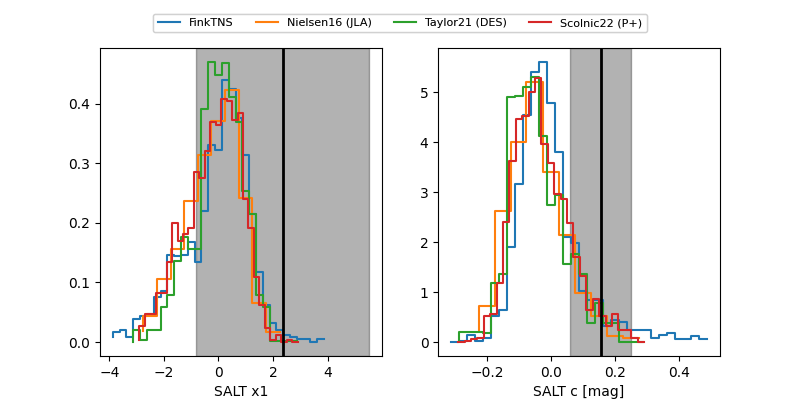 FinkTNS Nielsen16 (JLA) Taylor21 (DES) Scolnic22 (P+)
0.4
0.3
0.2
0.1
0.0
−4 −2 0 2 4
SALT x1
5
4
3
2
1
0
−0.2 0.0 0.2 0.4
SALT c [mag]